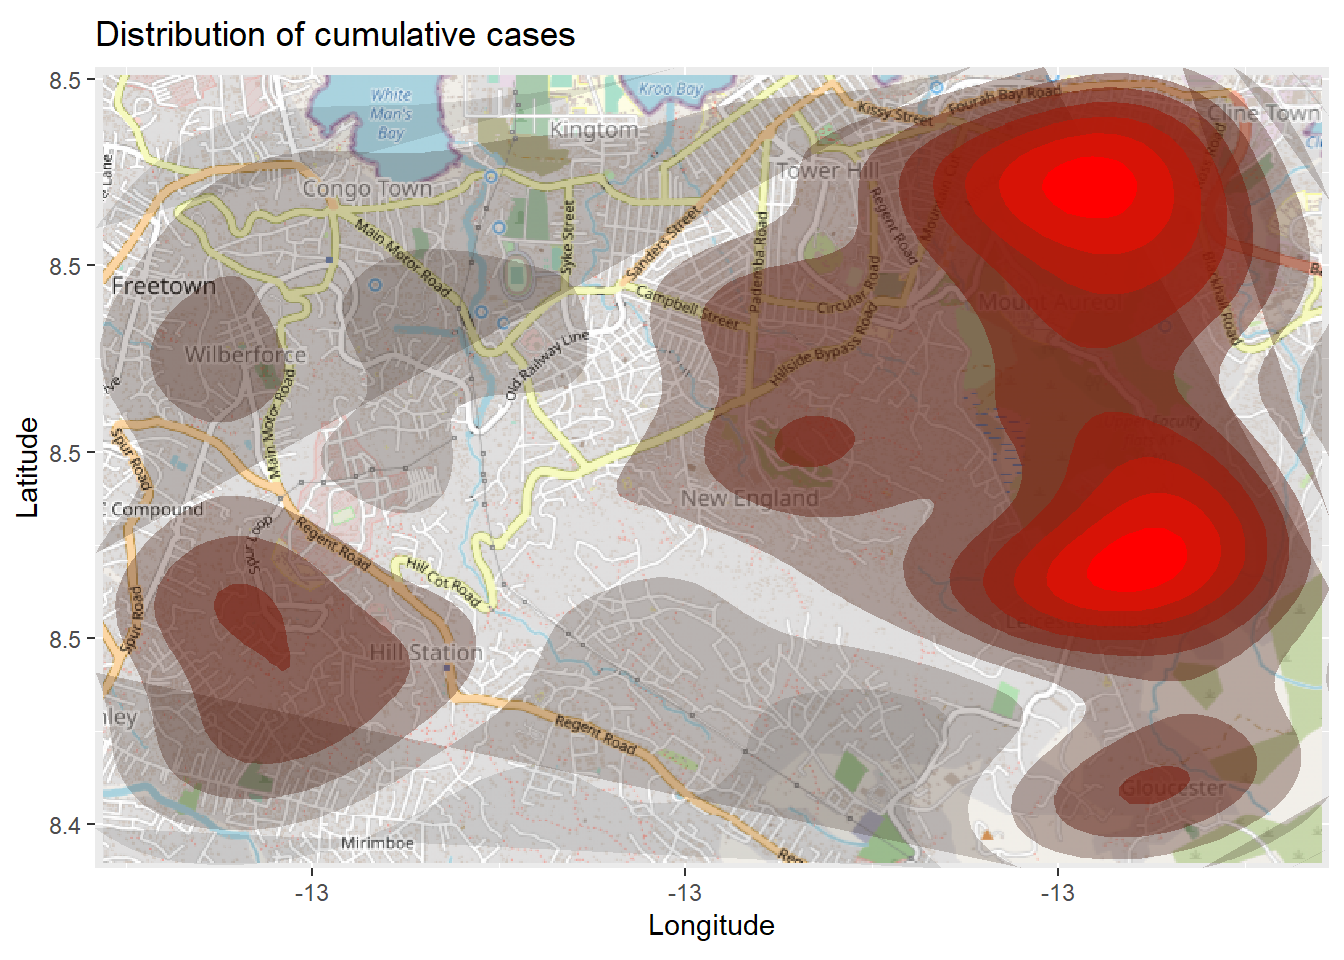 Distribution of cumulative cases
8.5
8.5
8.5
8.5
8.4
Latitude
White
Man's
Bay
Kroo Bay
Kingtom
Kissy Street
Fourah Bay Road
Cline Town
Congo Town
Tower Hill
Main Motor Road
Syke Street
Sanders Street
Pademba Road
Regent Road
Freetown
Campbell Street
Circular Road
Mount Aureol
Wilberforce
Old Railway Line
Hillside Bypass Road
Main Motor Road
Spur Road
New England
Compound
Spur Loop
Regent Road
Hill Cot Road
Spur Road
Hill Station
Regent Road
Gloucester
Mirimboe
-13
-13
-13
Longitude